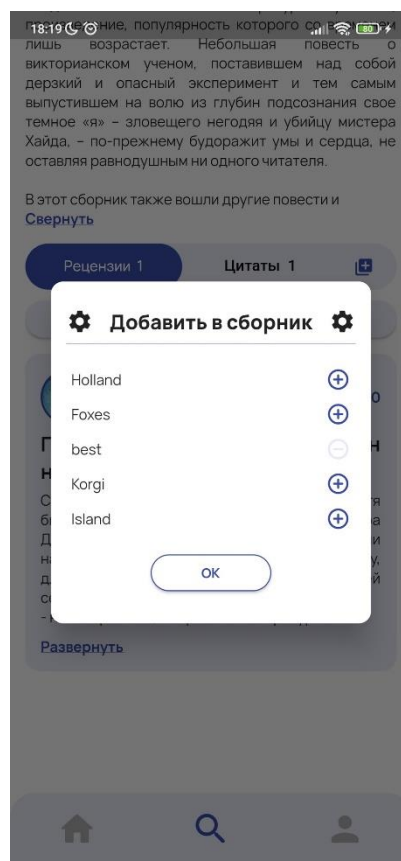 18:19
80
лишь возрастает. Небольшая повесть о
викторианском ученом, поставившем над собой
дерзкий и опасный эксперимент и тем самым
выпустившем на волю из глубин подсознания свое
темное «я» – зловещего негодяя и убийцу мистера
Хайда, – по-прежнему будоражит умы и сердца, не
оставляя равнодушным ни одного читателя.
В этот сборник также вошли другие повести и
Свернуть
Рецензии 1
Цитаты 1
Добавить в сборник
Holland
Foxes
best
Korgi
Island
ОК
Развернуть